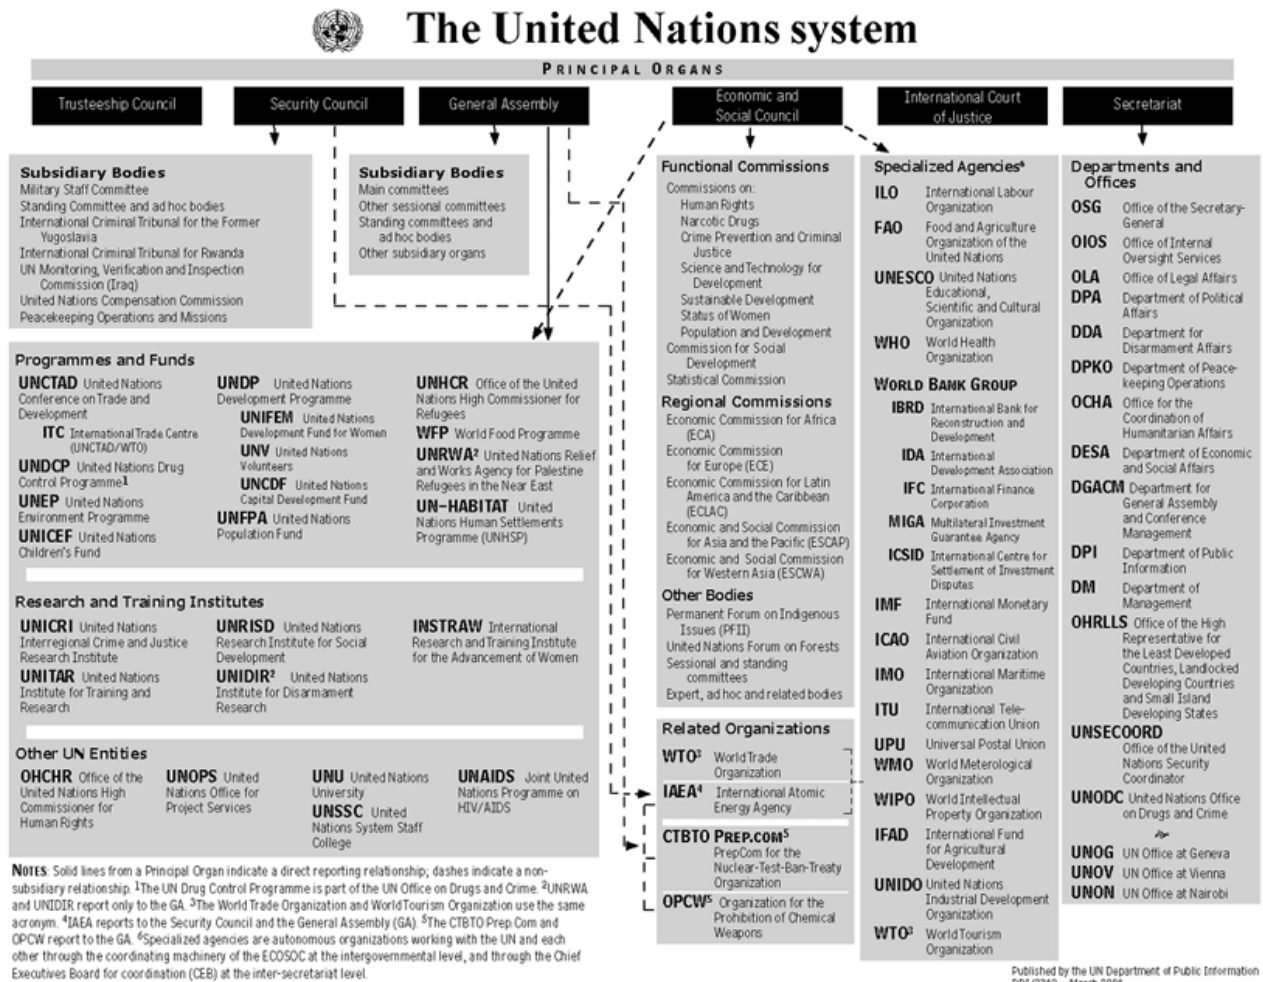 The United Nations system
PRINCIPAL ORGANS
Trusteeship Council
Security Council
General Assembly
Economic and
Social Council
International Court
of Justice
Secretariat
Subsidiary Bodies
Military Staff Committee
Standing Committee and ad hoc bodies
International Criminal Tribunal for the Former
Yugoslavia
International Criminal Tribunal for Rwanda
UN Monitoring, Verification and Inspection
Commission (Iraq)
United Nations Compensation Commission
Peacekeeping Operations and Missions
Subsidiary Bodies
Main committees
Other sessional committees
Standing committees and
ad hoc bodies
Other subsidiary organs
Programmes and Funds
UNCTAD United Nations
Conference on Trade and
Development
ITC International Trade Centre
(UNCTAD/WTO)
UNDCP United Nations Drug
Control Programme1
UNEP United Nations
Environment Programme
UNICEF United Nations
Children's Fund
UNDP United Nations
Development Programme
UNIFEM United Nations
Development Fund for Women
UNV United Nations
Volunteers
UNCDF United Nations
Capital Development Fund
UNFPA United Nations
Population Fund
UNHCR Office of the United
Nations High Commissioner for
Refugees
WFP World Food Programme
UNRWA2 United Nations Relief
and Works Agency for Palestine
Refugees in the Near East
UN-HABITAT United
Nations Human Settlements
Programme (UNHSP)
Research and Training Institutes
UNICRI United Nations
Interregional Crime and Justice
Research Institute
UNITAR United Nations
Institute for Training and
Research
UNRISD United Nations
Research Institute for Social
Development
UNIDIR2 United Nations
Institute for Disarmament
Research
INSTRAW International
Research and Training Institute
for the Advancement of Women
Other UN Entities
OHCHR Office of the
United Nations High
Commissioner for
Human Rights
UNOPS United
Nations Office for
Project Services
UNU United Nations
University
UNSSC United
Nations System Staff
College
UNAIDS Joint United
Nations Programme on
HIV/AIDS
Functional Commissions
Commissions on:
Human Rights
Narcotic Drugs
Crime Prevention and Criminal
Justice
Science and Technology for
Development
Sustainable Development
Status of Women
Population and Development
Commission for Social
Development
Statistical Commission
Regional Commissions
Economic Commission for Africa
(ECA)
Economic Commission
for Europe (ECE)
Economic Commission for Latin
America and the Caribbean
(ECLAC)
Economic and Social Commission
for Asia and the Pacific (ESCAP)
Economic and Social Commission
for Western Asia (ESCWA)
Other Bodies
Permanent Forum on Indigenous
Issues (PFII)
United Nations Forum on Forests
Sessional and standing
committees
Expert, ad hoc and related bodies
Related Organizations
WTO3 World Trade
Organization
IAEA4 International Atomic
Energy Agency
CTBTO PREP.COM5
PrepCom for the
Nuclear-Test-Ban-Treaty
Organization
OPCW5 Organization for the
Prohibition of Chemical
Weapons
Specialized Agencies6
ILO International Labour
Organization
FAO Food and Agriculture
Organization of the
United Nations
UNESCO United Nations
Educational,
Scientific and Cultural
Organization
WHO World Health
Organization
WORLD BANK GROUP
IBRD International Bank for
Reconstruction and
Development
IDA International
Development Association
IFC International Finance
Corporation
MIGA Multilateral Investment
Guarantee Agency
ICSID International Centre for
Settlement of Investment
Disputes
IMF International Monetary
Fund
ICAO International Civil
Aviation Organization
IMO International Maritime
Organization
ITU International Tele-
communication Union
UPU Universal Postal Union
WMO World Meterological
Organization
WIPO World Intellectual
Property Organization
IFAD International Fund
for Agricultural
Development
UNIDO United Nations
Industrial Development
Organization
WTO3 World Tourism
Organization
Departments and
Offices
OSG Office of the Secretary-
General
OIOS Office of Internal
Oversight Services
OLA Office of Legal Affairs
DPA Department of Political
Affairs
DDA Department for
Disarmament Affairs
DPKO Department of Peace-
keeping Operations
OCHA Office for the
Coordination of
Humanitarian Affairs
DESA Department of Economic
and Social Affairs
DGACM Department for
General Assembly
and Conference
Management
DPI Department of Public
Information
DM Department of
Management
OHRLLS Office of the High
Representative for
the Least Developed
Countries, Landlocked
Developing Countries
and Small Island
Developing States
UNSECOORD
Office of the United
Nations Security
Coordinator
UNODC United Nations Office
on Drugs and Crime
UNOG UN Office at Geneva
UNOV UN Office at Vienna
UNON UN Office at Nairobi
NOTES: Solid lines from a Principal Organ indicate a direct reporting relationship; dashes indicate a non-
subsidiary relationship. 1The UN Drug Control Programme is part of the UN Office on Drugs and Crime. 2UNRWA
and UNIDIR report only to the GA. 3The World Trade Organization and World Tourism Organization use the same
acronym. 4IAEA reports to the Security Council and the General Assembly (GA). 5The CTBTO Prep.Com and
OPCW report to the GA. 6Specialized agencies are autonomous organizations working with the UN and each
other through the coordinating machinery of the ECOSOC at the intergovernmental level, and through the Chief
Executives Board for coordination (CEB) at the inter-secretariat level.
Published by the UN Department of Public Information